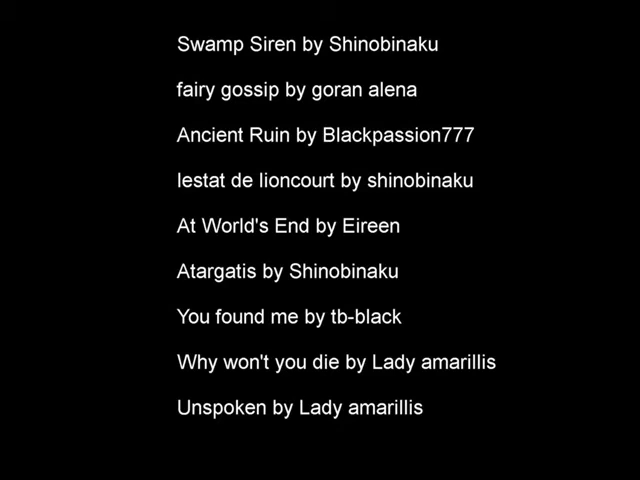 Swamp Siren by Shinobinaku
fairy gossip by goran alena
Ancient Ruin by Blackpassion777
lestat de lioncourt by shinobinaku
At World's End by Eireen
Atargatis by Shinobinaku
You found me by tb-black
Why won't you die by Lady amarillis
Unspoken by Lady amarillis